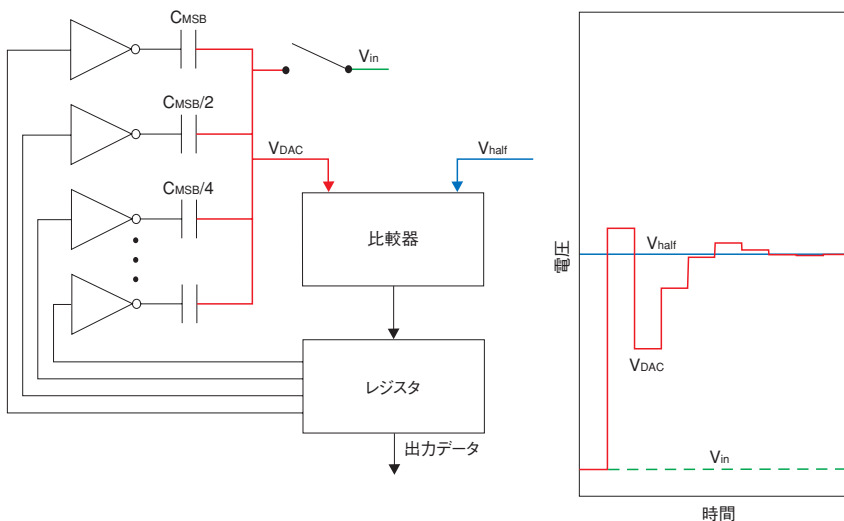 CMSB
Vin
CMSB/2
VDAC
Vhalf
CMSB/4
比較器
レジスタ
出力データ
電圧
Vhalf
VDAC
Vin
時間